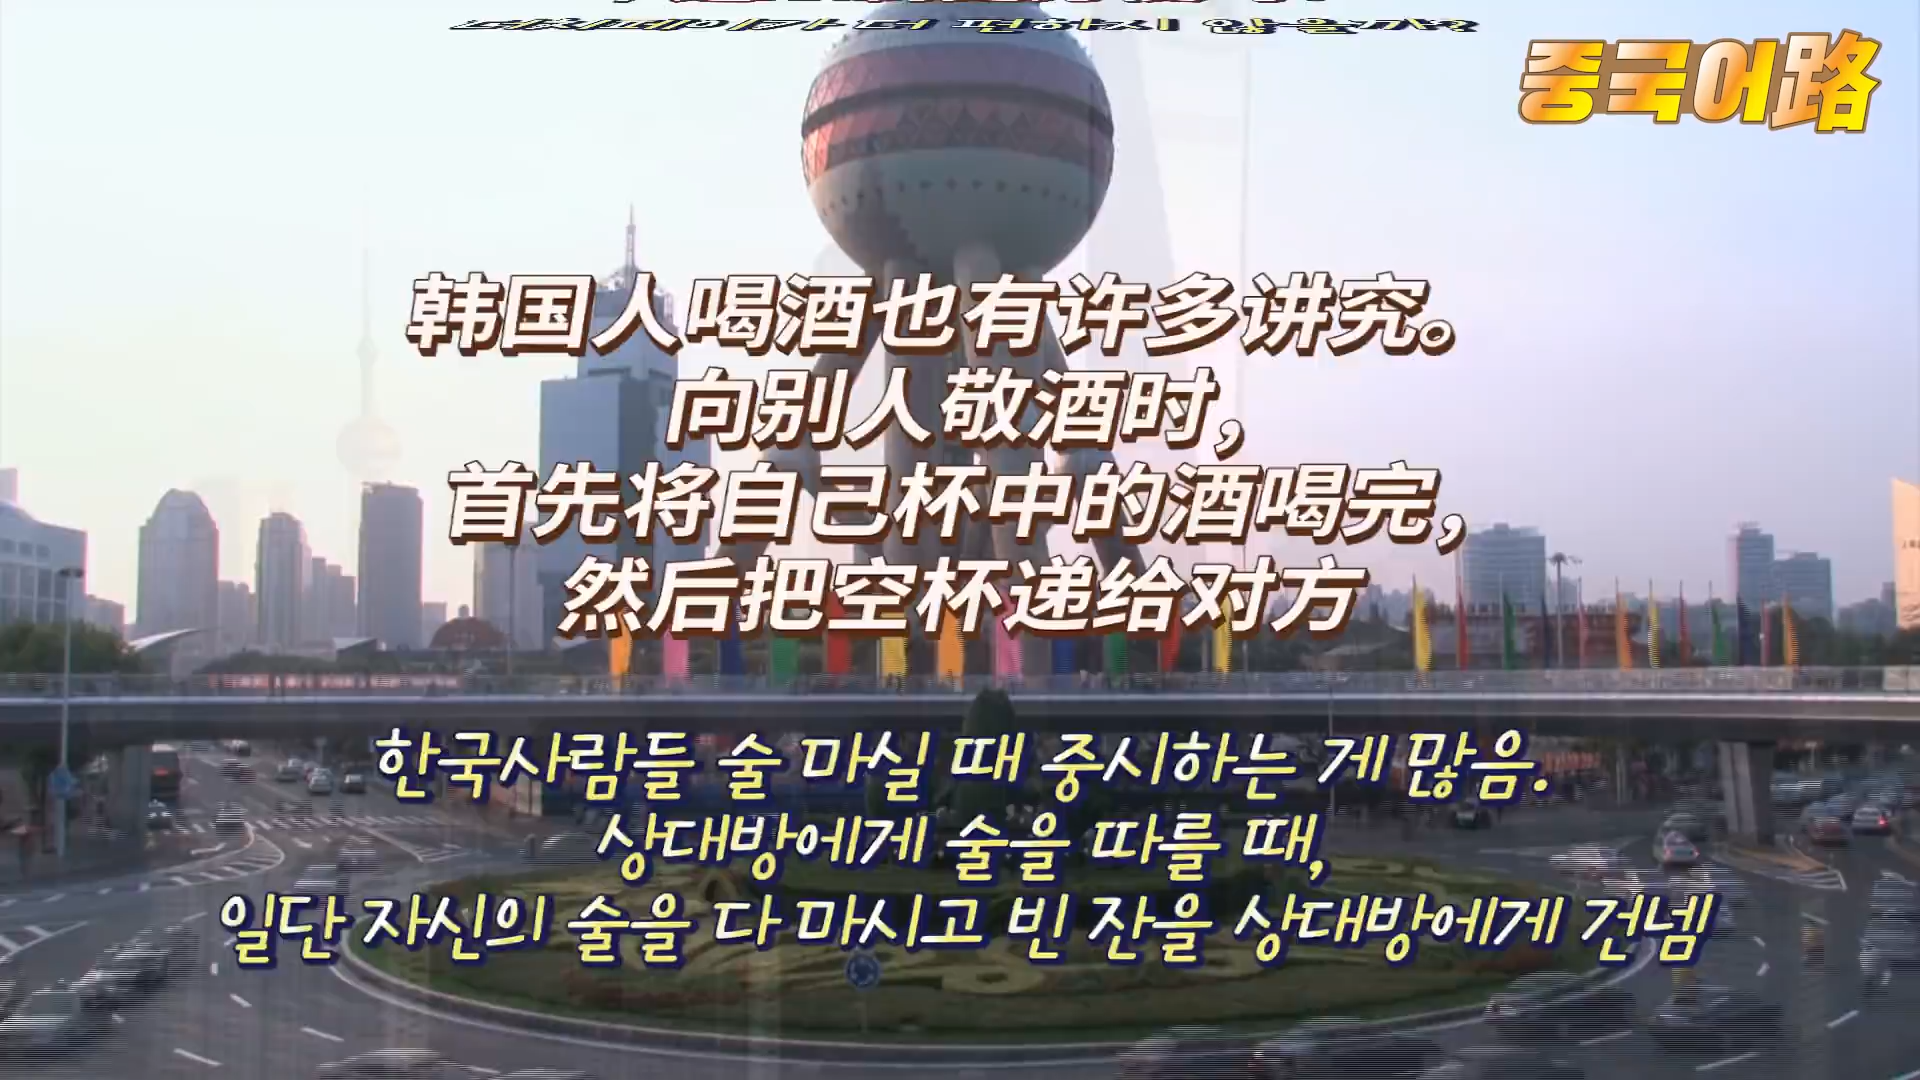 중국어路
韩国人喝酒也有许多讲究。
向别人敬酒时,
首先将自己杯中的酒喝完,
然后把空杯递给对方
한국사람들 술 마실 때 중시하는 게 많음.
상대방에게 술을 따를 때,
일단 자신의 술을 다 마시고 빈 잔을 상대방에게 건넴